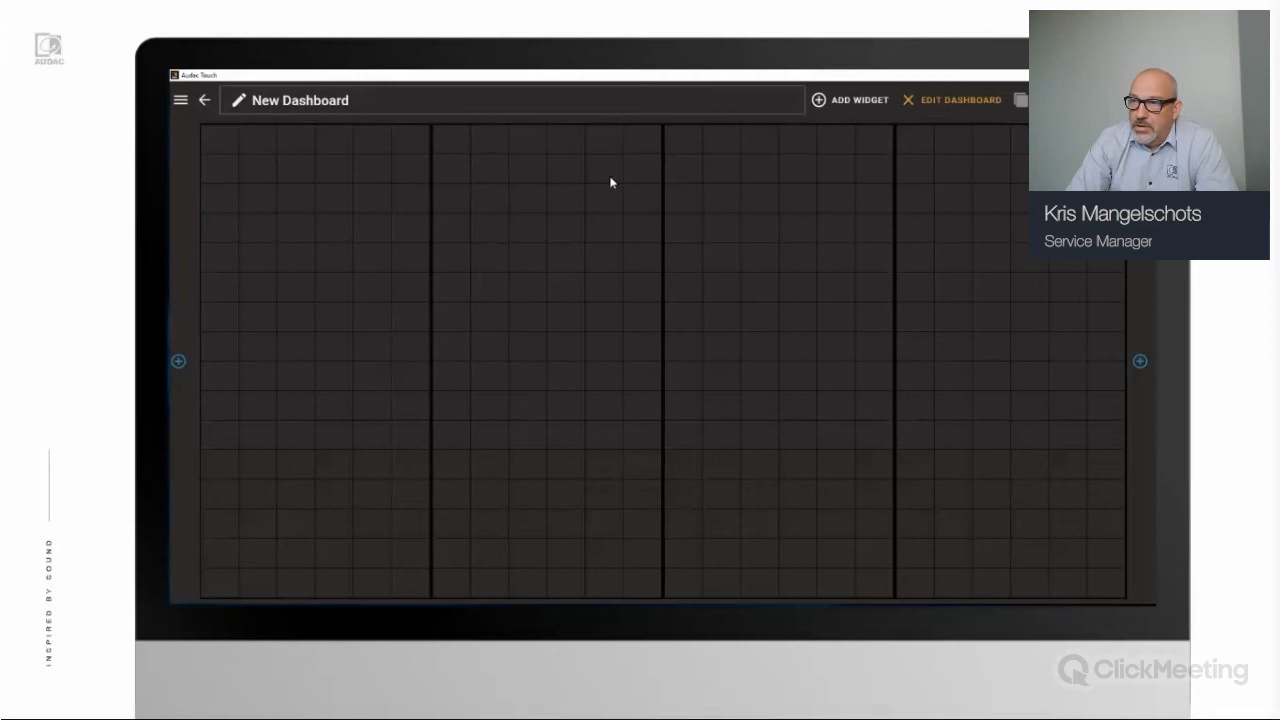 AUDAC
Audac Touch
New Dashboard
ADD WIDGET
EDIT DASHBOARD
Kris Mangelschots
Service Manager
INSPIRED BY SOUND
ClickMeeting